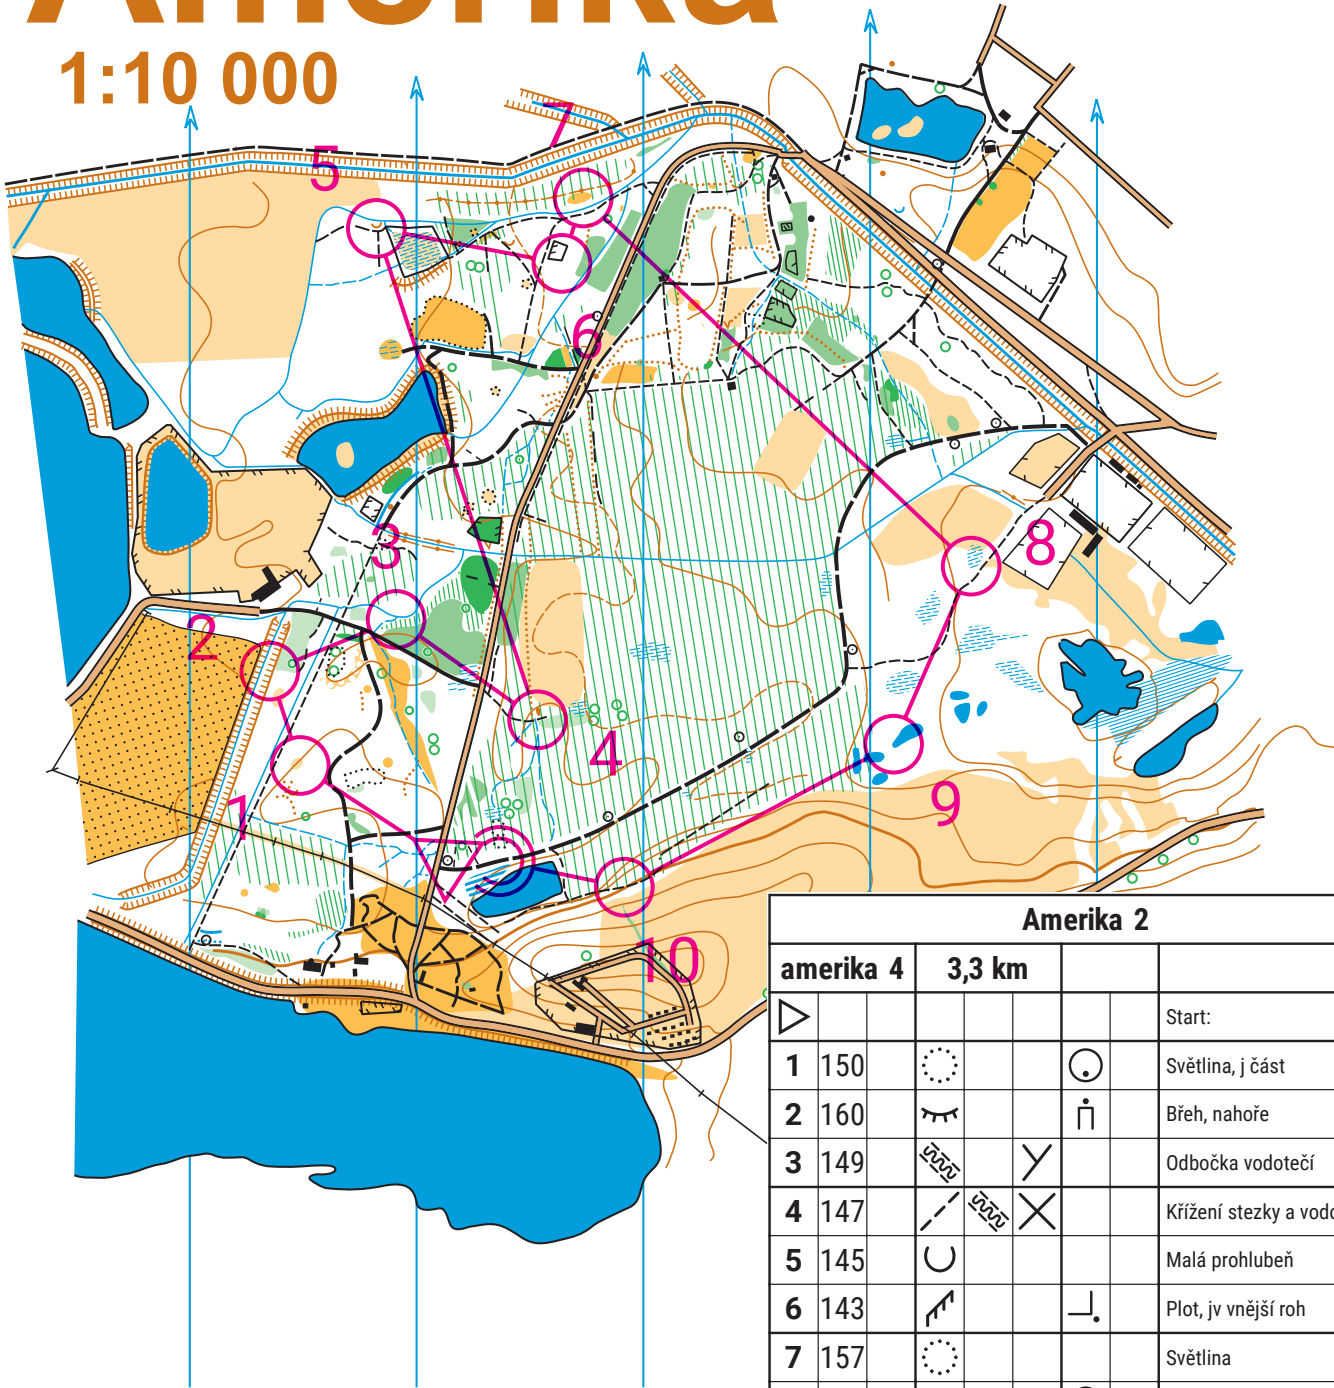 Amerika
1:10 000
7
5
6
3
8
2
4
1
9
10
Amerika 2
amerika 4 3,3 km
Start:
1 150 Světlina, j část
2 160 Břeh, nahoře
3 149 Odbočka vodotečí
4 147 Křížení stezky a vodo
5 145 Malá prohlubeň
6 143 Plot, jv vnější roh
7 157 Světlina